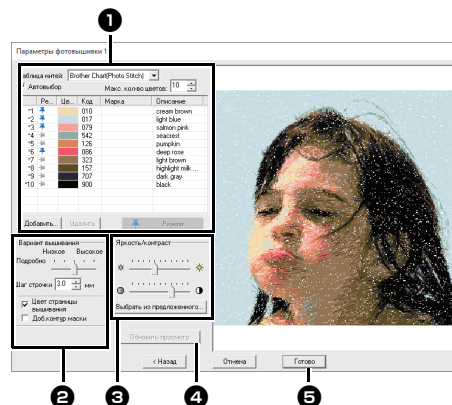 1
Параметры фотовышивки 1
аблица нитей: Brother Chart(Photo Stitch)
Автовыбор Макс. кол-во цветов: 10
Ре... Цв... Код Марка Описание
*1 010 cream brown
*2 017 light blue
*3 079 salmon pink
*4 542 seacrest
*5 126 pumpkin
*6 086 deep rose
*7 323 light brown
*8 157 highlight milk ...
*9 707 dark gray
*10 900 black
Добавить... Удалить Резерв
Вариант вышивания
Низкое Высокое
Подробно
Шаг строчки 3.0 мм
Цвет страницы
вышивания
Доб.контур маски
Яркость/контраст
Выбрать из предложенного...
Обновить просмотр
< Назад Отмена Готово
2 3 4 5